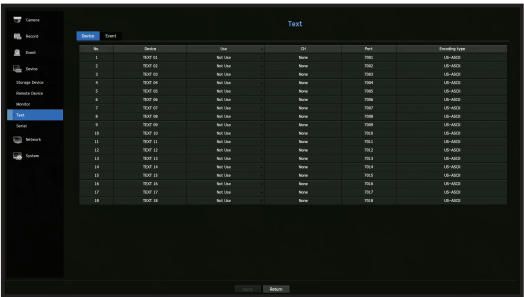 Text
Camera
Record
Event
Device
Storage Device
Remote Device
Monitor
Text
Serial
Network
System
Device Event
No. Device Use CH Port Encoding type
1 TEXT 01 Not Use None 7001 US-ASCII
2 TEXT 02 Not Use None 7002 US-ASCII
3 TEXT 03 Not Use None 7003 US-ASCII
4 TEXT 04 Not Use None 7004 US-ASCII
5 TEXT 05 Not Use None 7005 US-ASCII
6 TEXT 06 Not Use None 7006 US-ASCII
7 TEXT 07 Not Use None 7007 US-ASCII
8 TEXT 08 Not Use None 7008 US-ASCII
9 TEXT 09 Not Use None 7009 US-ASCII
10 TEXT 10 Not Use None 7010 US-ASCII
11 TEXT 11 Not Use None 7011 US-ASCII
12 TEXT 12 Not Use None 7012 US-ASCII
13 TEXT 13 Not Use None 7013 US-ASCII
14 TEXT 14 Not Use None 7014 US-ASCII
15 TEXT 15 Not Use None 7015 US-ASCII
16 TEXT 16 Not Use None 7016 US-ASCII
17 TEXT 17 Not Use None 7017 US-ASCII
18 TEXT 18 Not Use None 7018 US-ASCII
Return